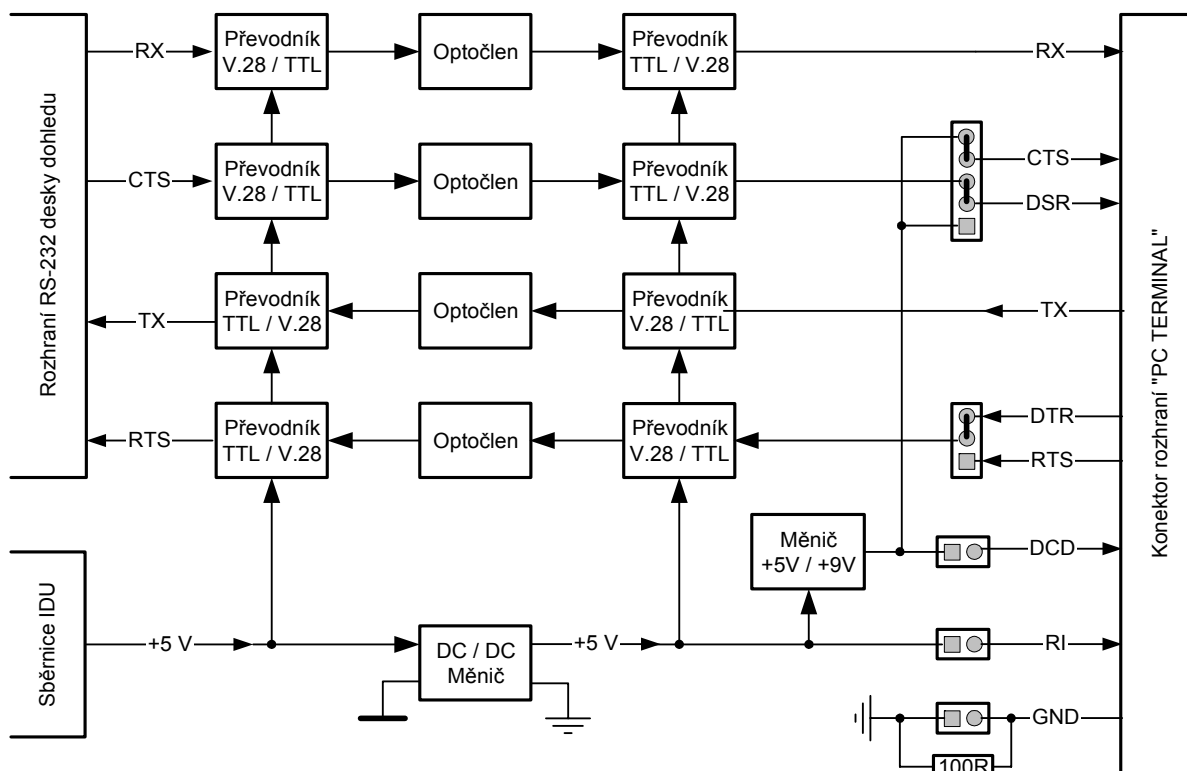 Rozhraní RS-232 desky dohledu
RX
Převodník
V.28 / TTL
Optočlen
Převodník
TTL / V.28
RX
CTS
Převodník
V.28 / TTL
Optočlen
Převodník
TTL / V.28
CTS
DSR
TX
Převodník
TTL / V.28
Optočlen
Převodník
V.28 / TTL
TX
RTS
Převodník
TTL / V.28
Optočlen
Převodník
V.28 / TTL
DTR
RTS
Konektor rozhraní "PC TERMINAL"
Měnič
+5V / +9V
DCD
Sběrnice IDU
+5 V
DC / DC
Měnič
+5 V
RI
GND
100R